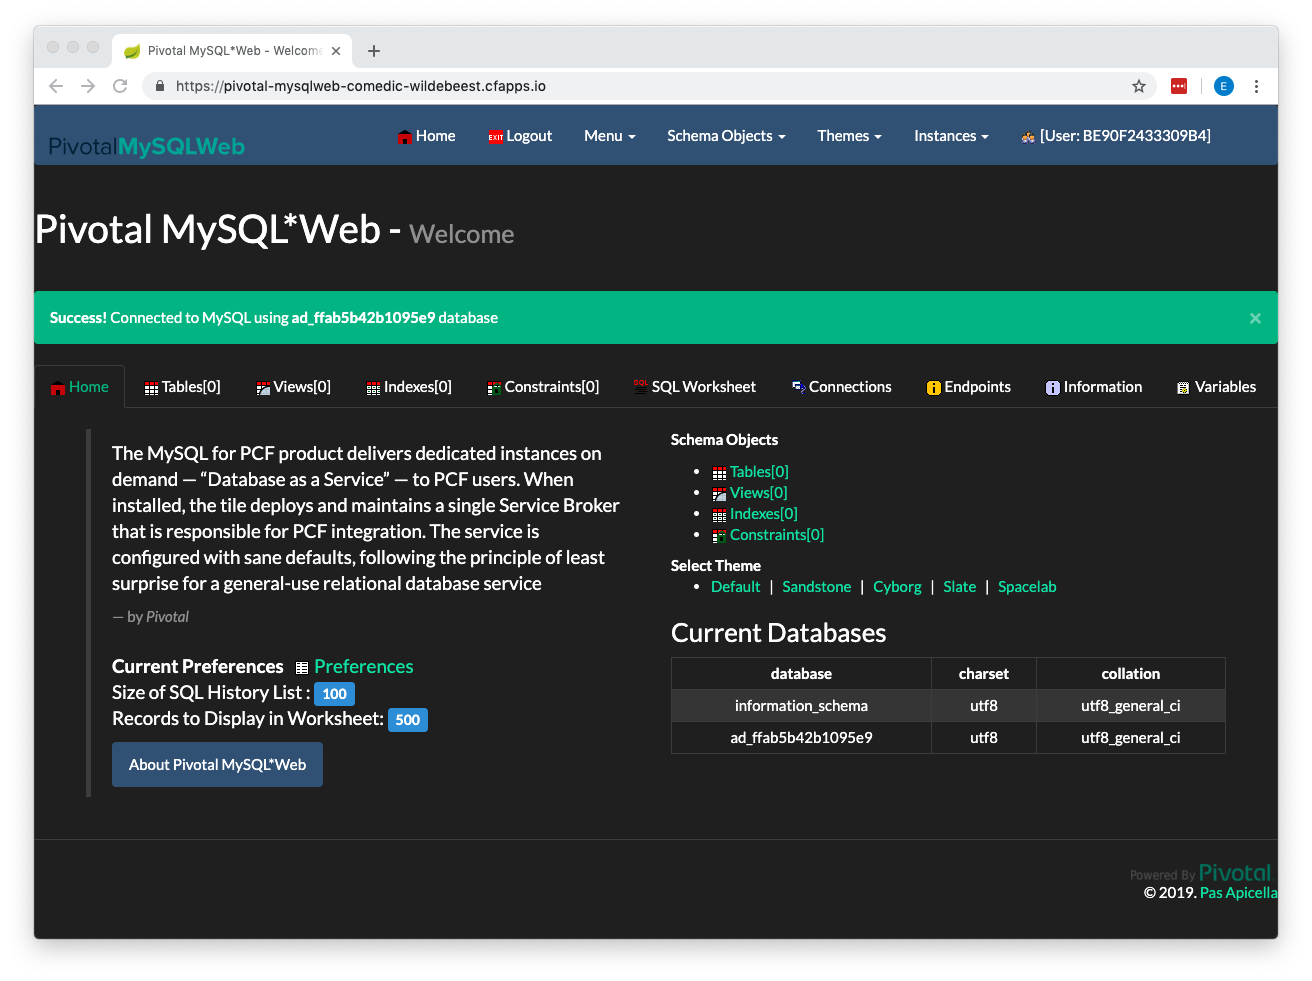 Pivotal MySQL*Web - Welcome
https://pivotal-mysqlweb-comedic-wildebeest.cfapps.io
E
PivotalMySQLWeb
Home
EXIT Logout
Menu
Schema Objects
Themes
Instances
[User: BE90F2433309B4]
Pivotal MySQL*Web - Welcome
Success! Connected to MySQL using ad_ffab5b42b1095e9 database
×
Home
Tables[0]
Views[0]
Indexes[0]
Constraints[0]
SQL SQL Worksheet
Connections
Endpoints
Information
Variables
The MySQL for PCF product delivers dedicated instances on
demand — “Database as a Service” — to PCF users. When
installed, the tile deploys and maintains a single Service Broker
that is responsible for PCF integration. The service is
configured with sane defaults, following the principle of least
surprise for a general-use relational database service
— by Pivotal
Current Preferences Preferences
Size of SQL History List : 100
Records to Display in Worksheet: 500
About Pivotal MySQL*Web
Schema Objects
Tables[0]
Views[0]
Indexes[0]
Constraints[0]
Select Theme
Default | Sandstone | Cyborg | Slate | Spacelab
Current Databases
database charset collation
information_schema utf8 utf8_general_ci
ad_ffab5b42b1095e9 utf8 utf8_general_ci
Powered By Pivotal
© 2019. Pas Apicella